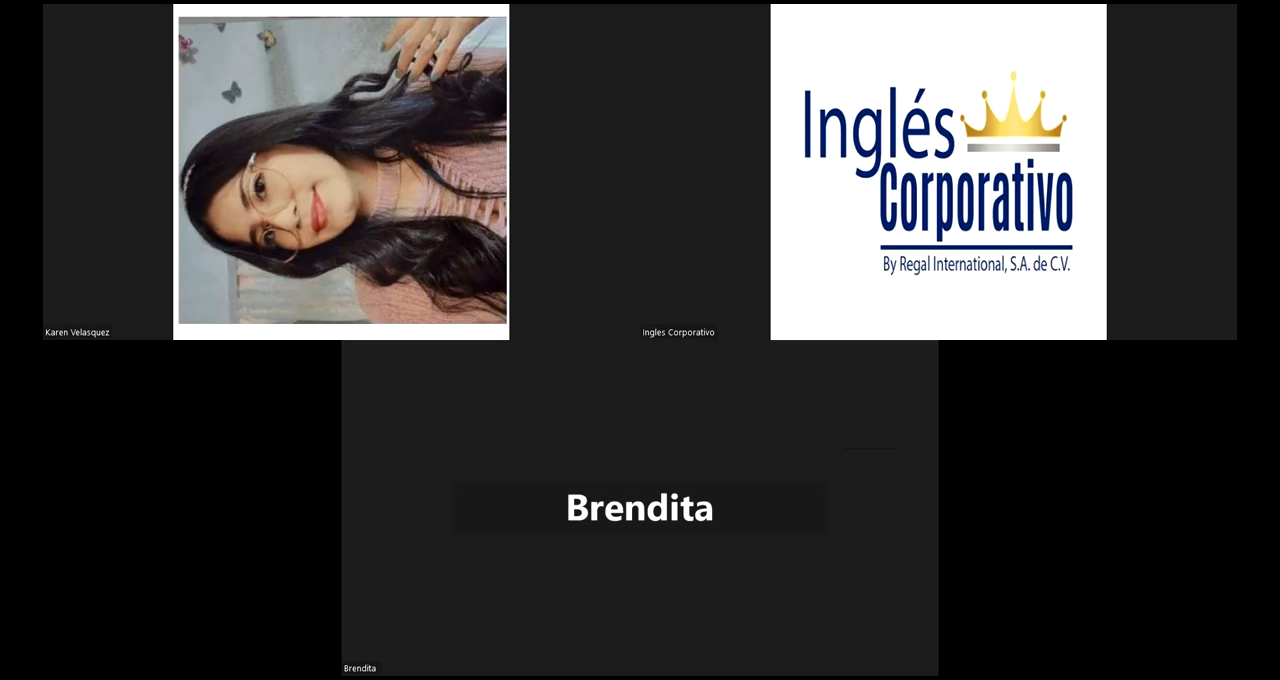 Inglés
Corporativo
By Regal International, S.A. de C.V.
Karen Velasquez
Ingles Corporativo
Brendita
Brendita